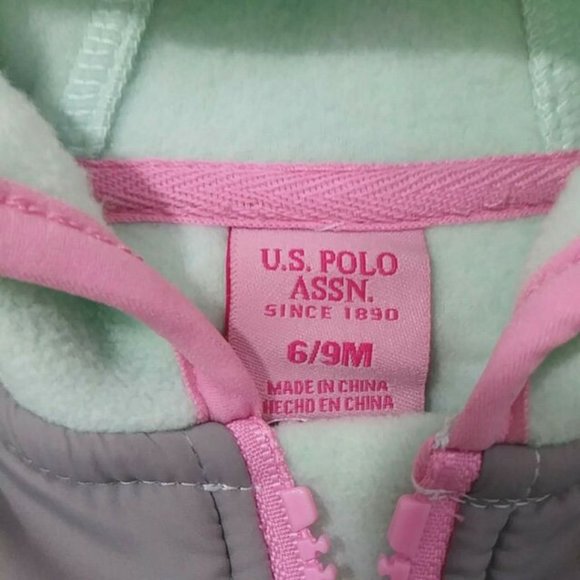 U.S. POLO
ASSN.
SINCE 1890
6/9M
MADE IN CHINA
HECHO EN CHINA